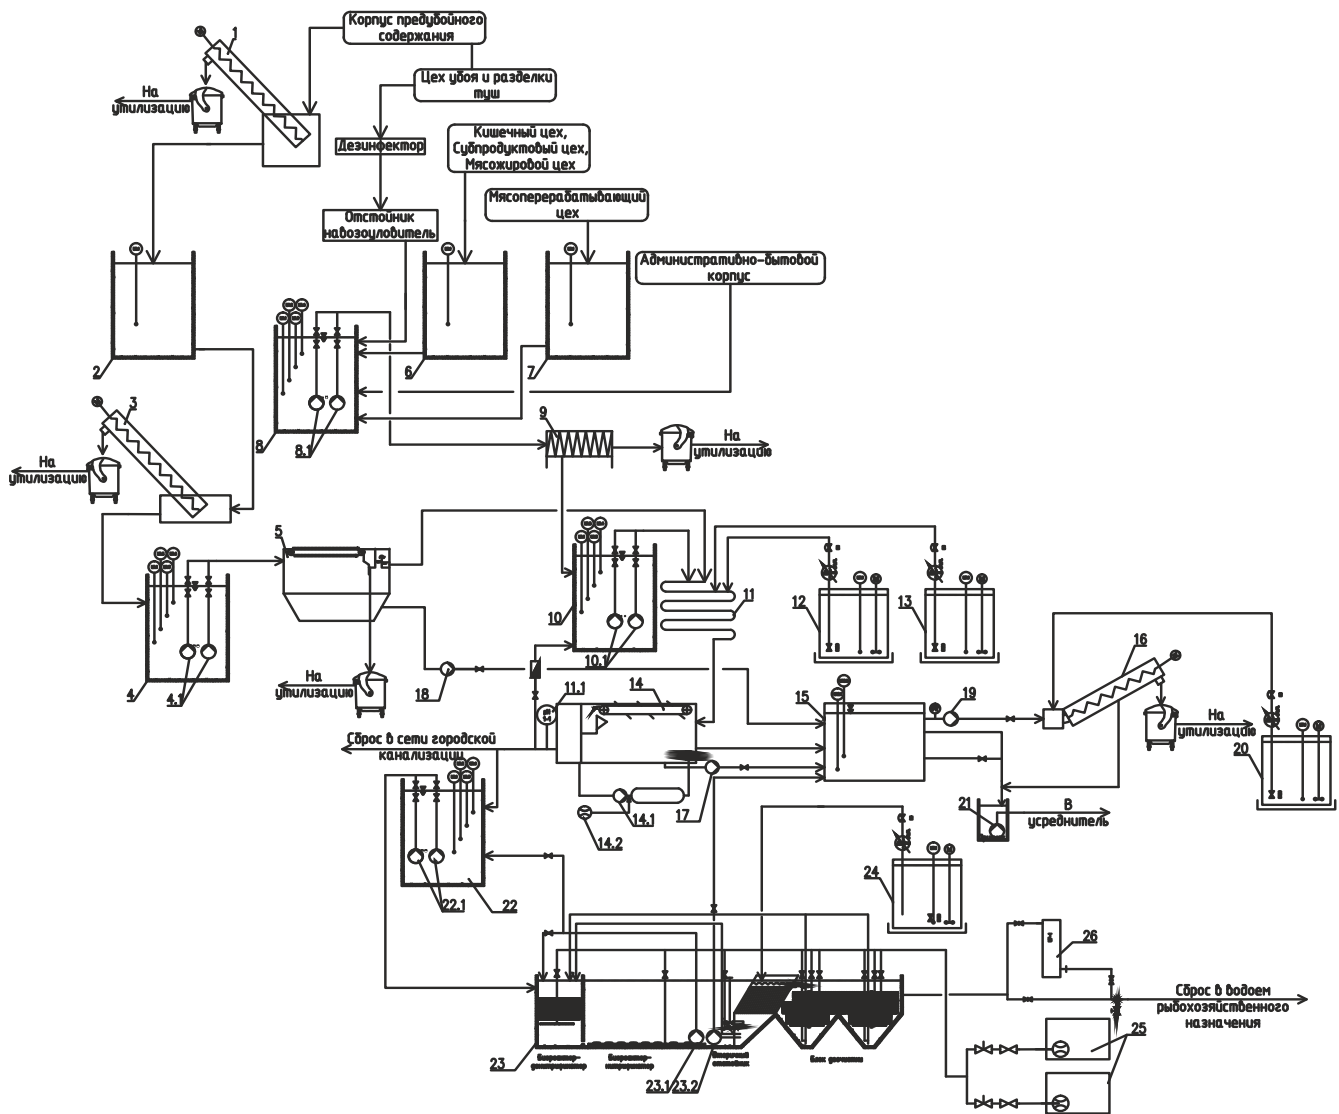 Корпус предубойного
содержания
1
На
утилизацию
Цех убоя и разделки
туш
Дезинфектор
Кишечный цех,
Субпродуктовый цех,
Мясожировой цех
Мясоперерабатывающий
цех
Отстойник
навозоуловитель
Административно-бытовой
корпус
2
6
7
3
8
8.1
9
На
утилизацию
На
утилизацию
5
4
4.1
10
10.1
11
12
13
На
утилизацию
18
11.1
14
15
19
16
На
утилизацию
20
Сброс в сети городской
канализации
14.1
14.2
17
21
В
усреднитель
22.1
22
24
26
Сброс в водоем
рыбохозяйственного
назначения
25
23
23.1
23.2